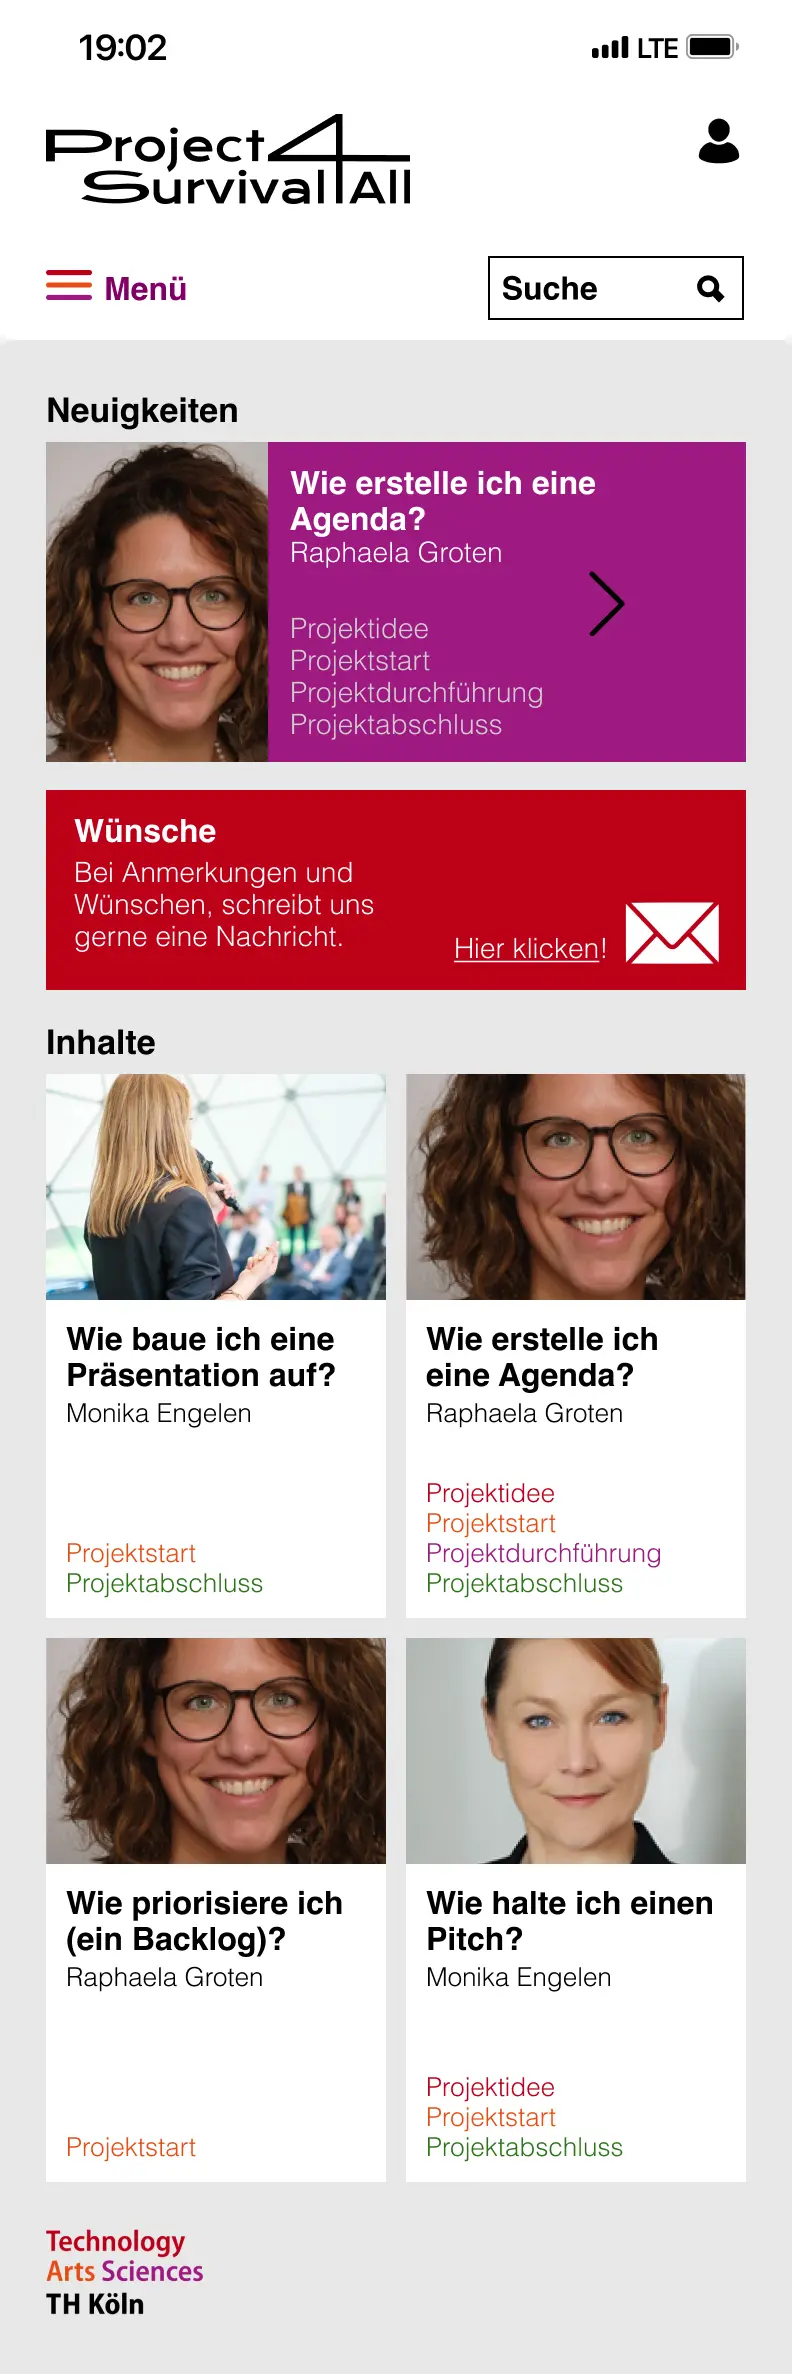 19:02
LTE
Project4
Survival All
Menü
Suche
Neuigkeiten
Wie erstelle ich eine
Agenda?
Raphaela Groten
Projektidee
Projektstart
Projektdurchführung
Projektabschluss
Wünsche
Bei Anmerkungen und
Wünschen, schreibt uns
gerne eine Nachricht.
Hier klicken!
Inhalte
Wie baue ich eine
Präsentation auf?
Monika Engelen
Projektstart
Projektabschluss
Wie erstelle ich
eine Agenda?
Raphaela Groten
Projektidee
Projektstart
Projektdurchführung
Projektabschluss
Wie priorisiere ich
(ein Backlog)?
Raphaela Groten
Projektstart
Wie halte ich einen
Pitch?
Monika Engelen
Projektidee
Projektstart
Projektabschluss
Technology
Arts Sciences
TH Köln